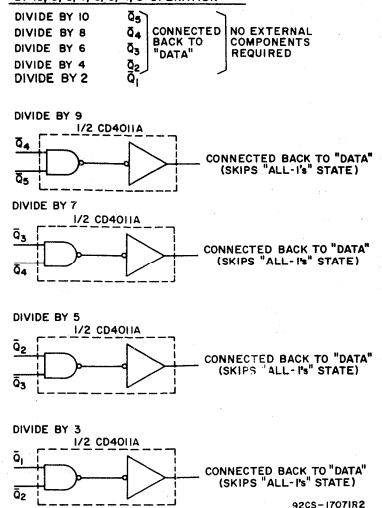 DIVIDE BY 10 Q̅5
DIVIDE BY 8 Q̅4 CONNECTED NO EXTERNAL
DIVIDE BY 6 Q̅3 BACK TO COMPONENTS
"DATA" REQUIRED
DIVIDE BY 4 Q̅2
DIVIDE BY 2 Q̅1
DIVIDE BY 9
1/2 CD4011A
Q̅4
CONNECTED BACK TO "DATA"
(SKIPS "ALL-1's" STATE)
Q̅5
DIVIDE BY 7
1/2 CD4011A
Q̅3
CONNECTED BACK TO "DATA"
(SKIPS "ALL-1's" STATE)
Q̅4
DIVIDE BY 5
1/2 CD4011A
Q̅2
CONNECTED BACK TO "DATA"
(SKIPS "ALL-1's" STATE)
Q̅3
DIVIDE BY 3
1/2 CD4011A
Q̅1
CONNECTED BACK TO "DATA"
(SKIPS "ALL-1's" STATE)
Q̅2
92CS-17071R2